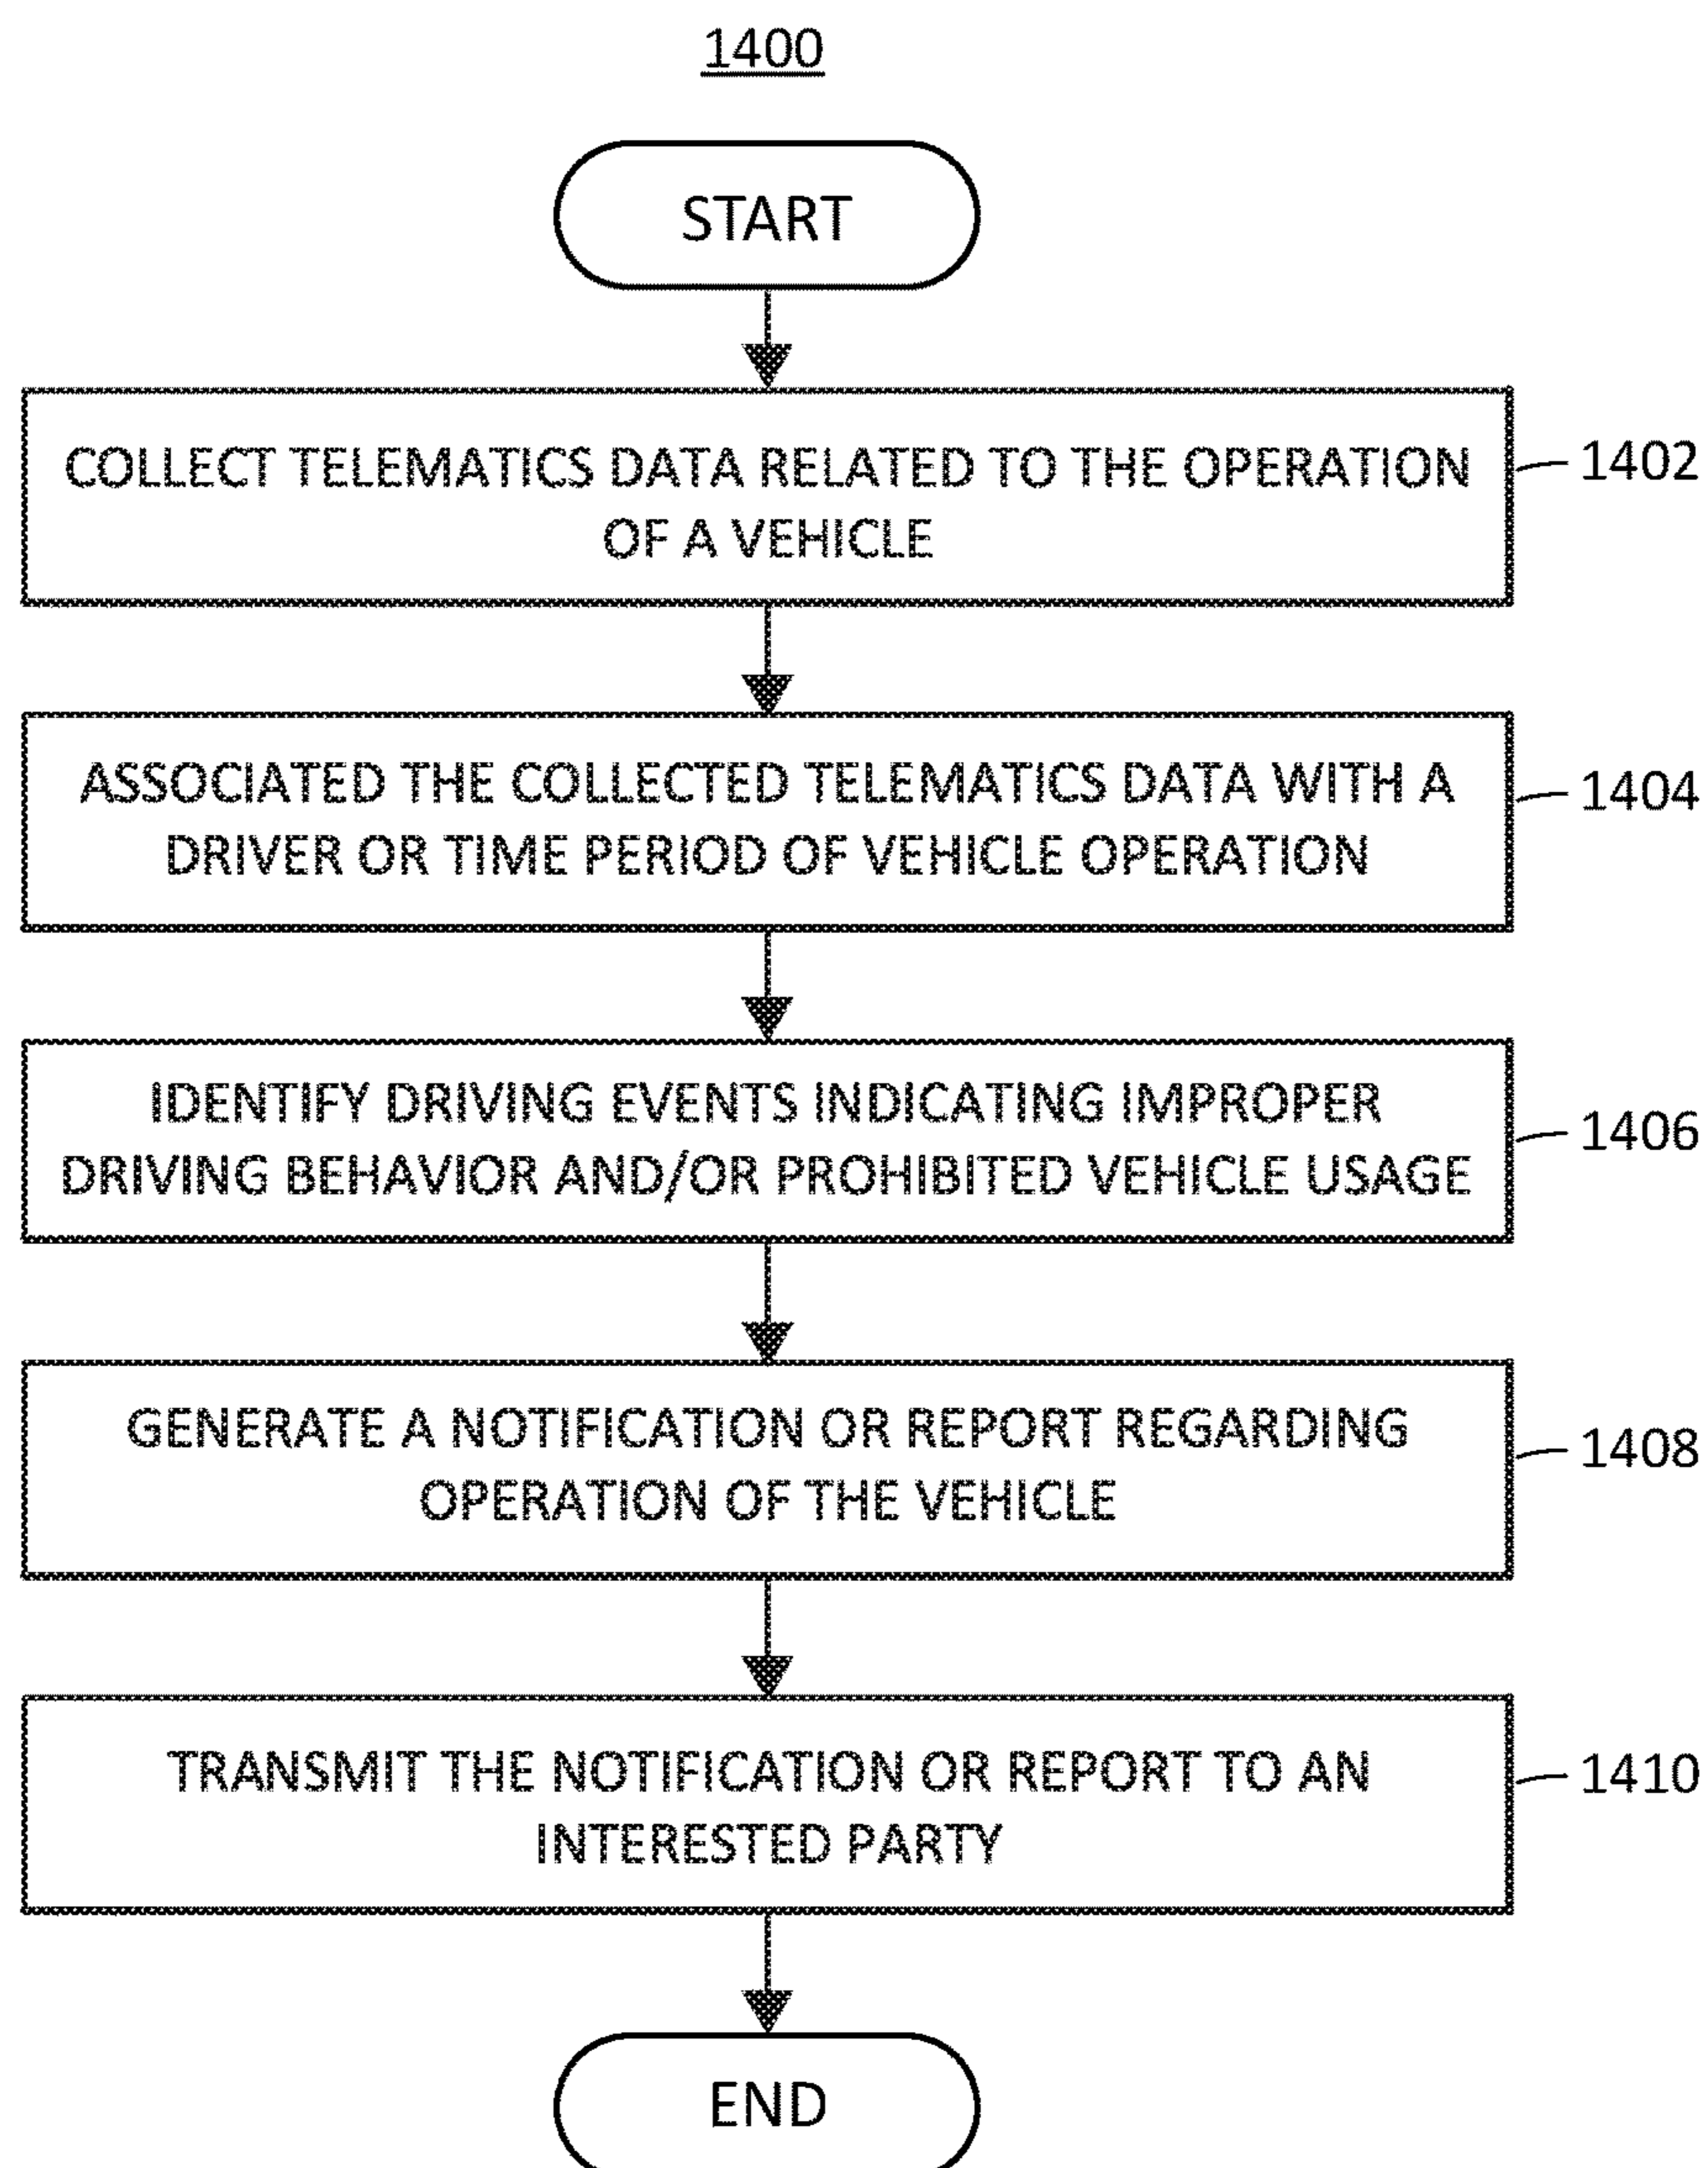 1400
START
COLLECT TELEMATICS DATA RELATED TO THE OPERATION
OF A VEHICLE
1402
ASSOCIATED THE COLLECTED TELEMATICS DATA WITH A
DRIVER OR TIME PERIOD OF VEHICLE OPERATION
1404
IDENTIFY DRIVING EVENTS INDICATING IMPROPER
DRIVING BEHAVIOR AND/OR PROHIBITED VEHICLE USAGE
1406
GENERATE A NOTIFICATION OR REPORT REGARDING
OPERATION OF THE VEHICLE
1408
TRANSMIT THE NOTIFICATION OR REPORT TO AN
INTERESTED PARTY
1410
END